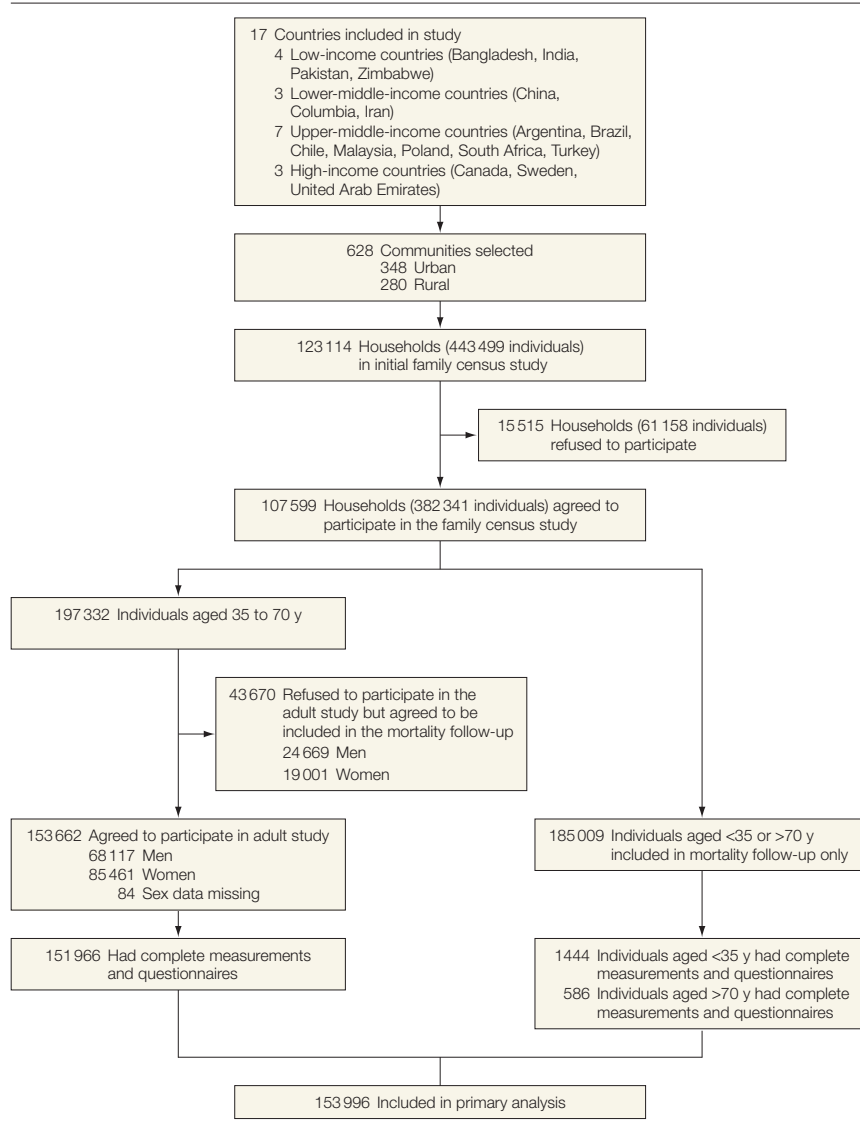 17 Countries included in study
4 Low-income countries (Bangladesh, India,
Pakistan, Zimbabwe)
3 Lower-middle-income countries (China,
Columbia, Iran)
7 Upper-middle-income countries (Argentina, Brazil,
Chile, Malaysia, Poland, South Africa, Turkey)
3 High-income countries (Canada, Sweden,
United Arab Emirates)
628 Communities selected
348 Urban
280 Rural
123 114 Households (443 499 individuals)
in initial family census study
15 515 Households (61 158 individuals)
refused to participate
107 599 Households (382 341 individuals) agreed to
participate in the family census study
197 332 Individuals aged 35 to 70 y
43 670 Refused to participate in the
adult study but agreed to be
included in the mortality follow-up
24 669 Men
19 001 Women
153 662 Agreed to participate in adult study
68 117 Men
85 461 Women
84 Sex data missing
185 009 Individuals aged <35 or >70 y
included in mortality follow-up only
151 966 Had complete measurements
and questionnaires
1444 Individuals aged <35 y had complete
measurements and questionnaires
586 Individuals aged >70 y had complete
measurements and questionnaires
153 996 Included in primary analysis